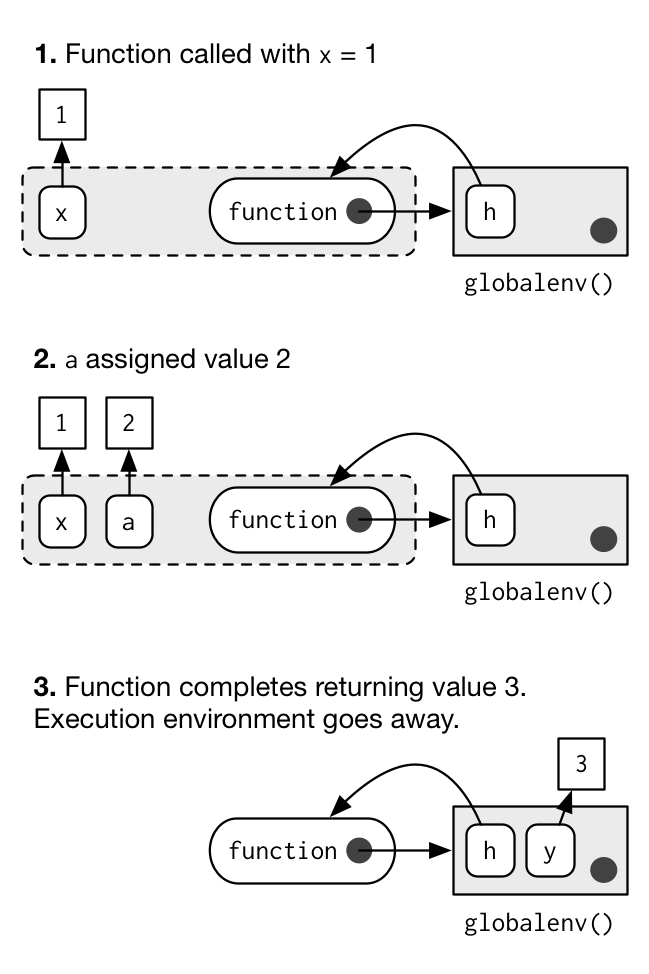 1. Function called with x = 1
1
x
function
h
globalenv()
2. a assigned value 2
1 2
x a
function
h
globalenv()
3. Function completes returning value 3.
Execution environment goes away.
3
function
h y
globalenv()